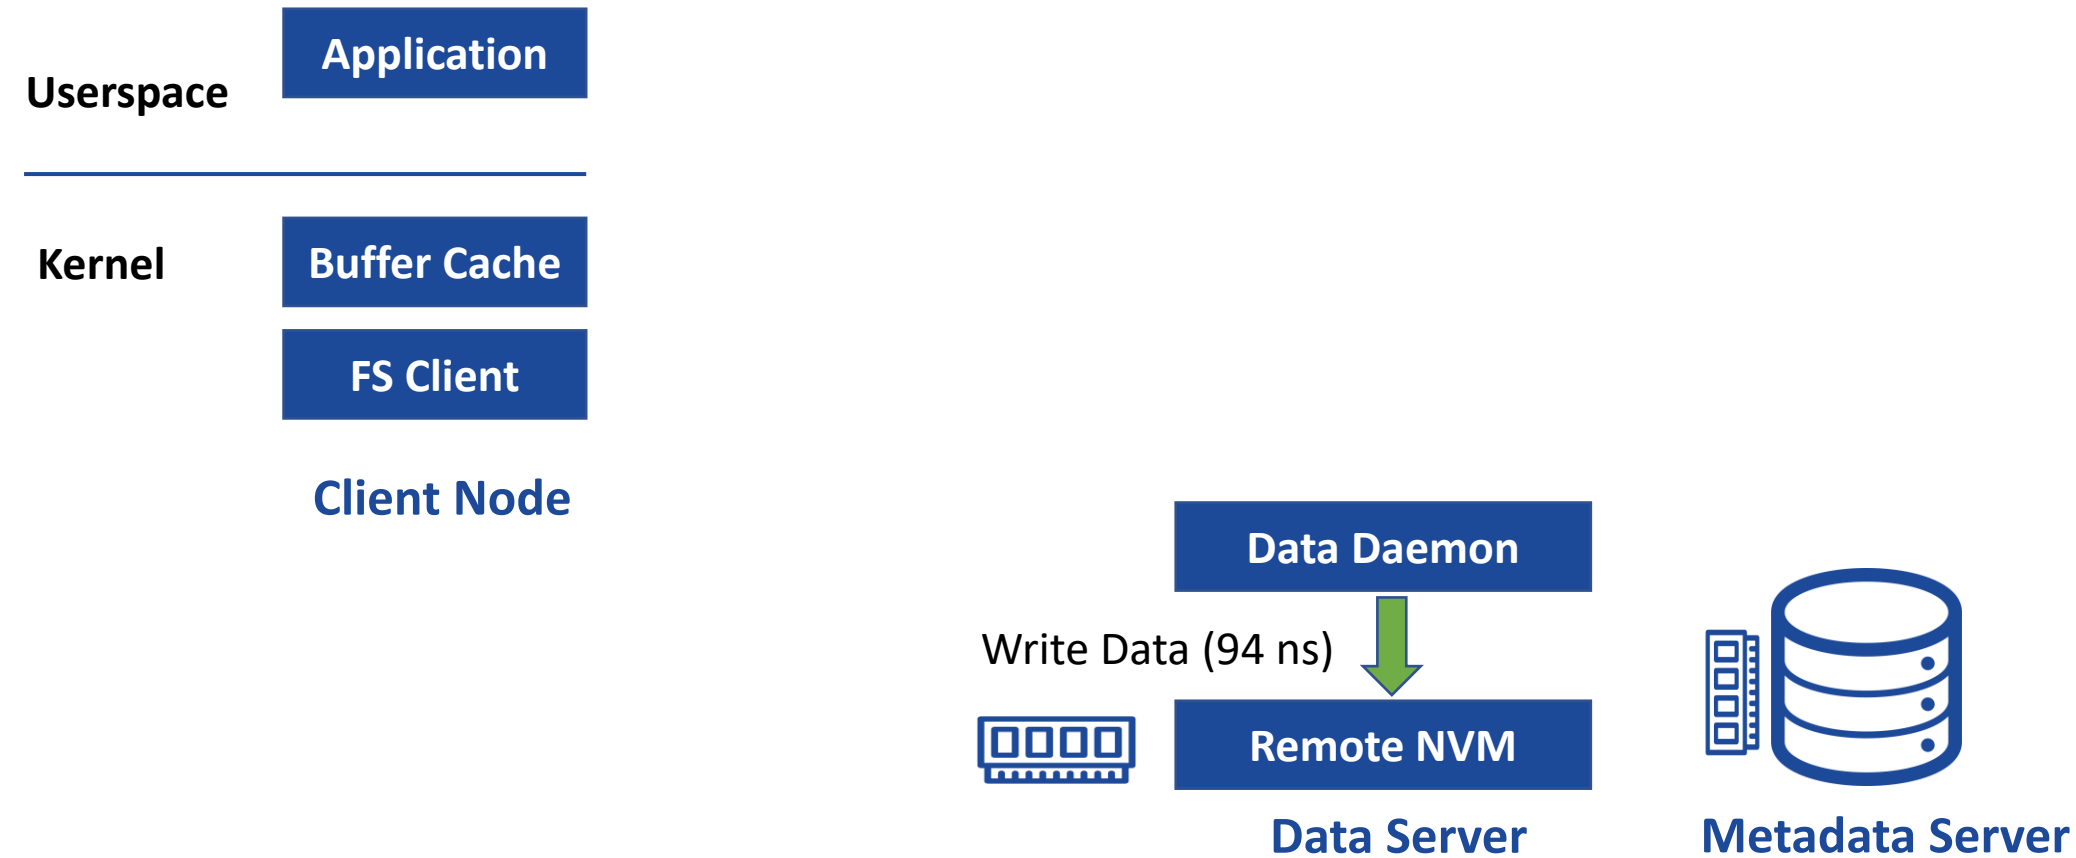 Application
Userspace
Kernel
Buffer Cache
FS Client
Client Node
Data Daemon
Write Data (94 ns)
Remote NVM
Data Server
Metadata Server